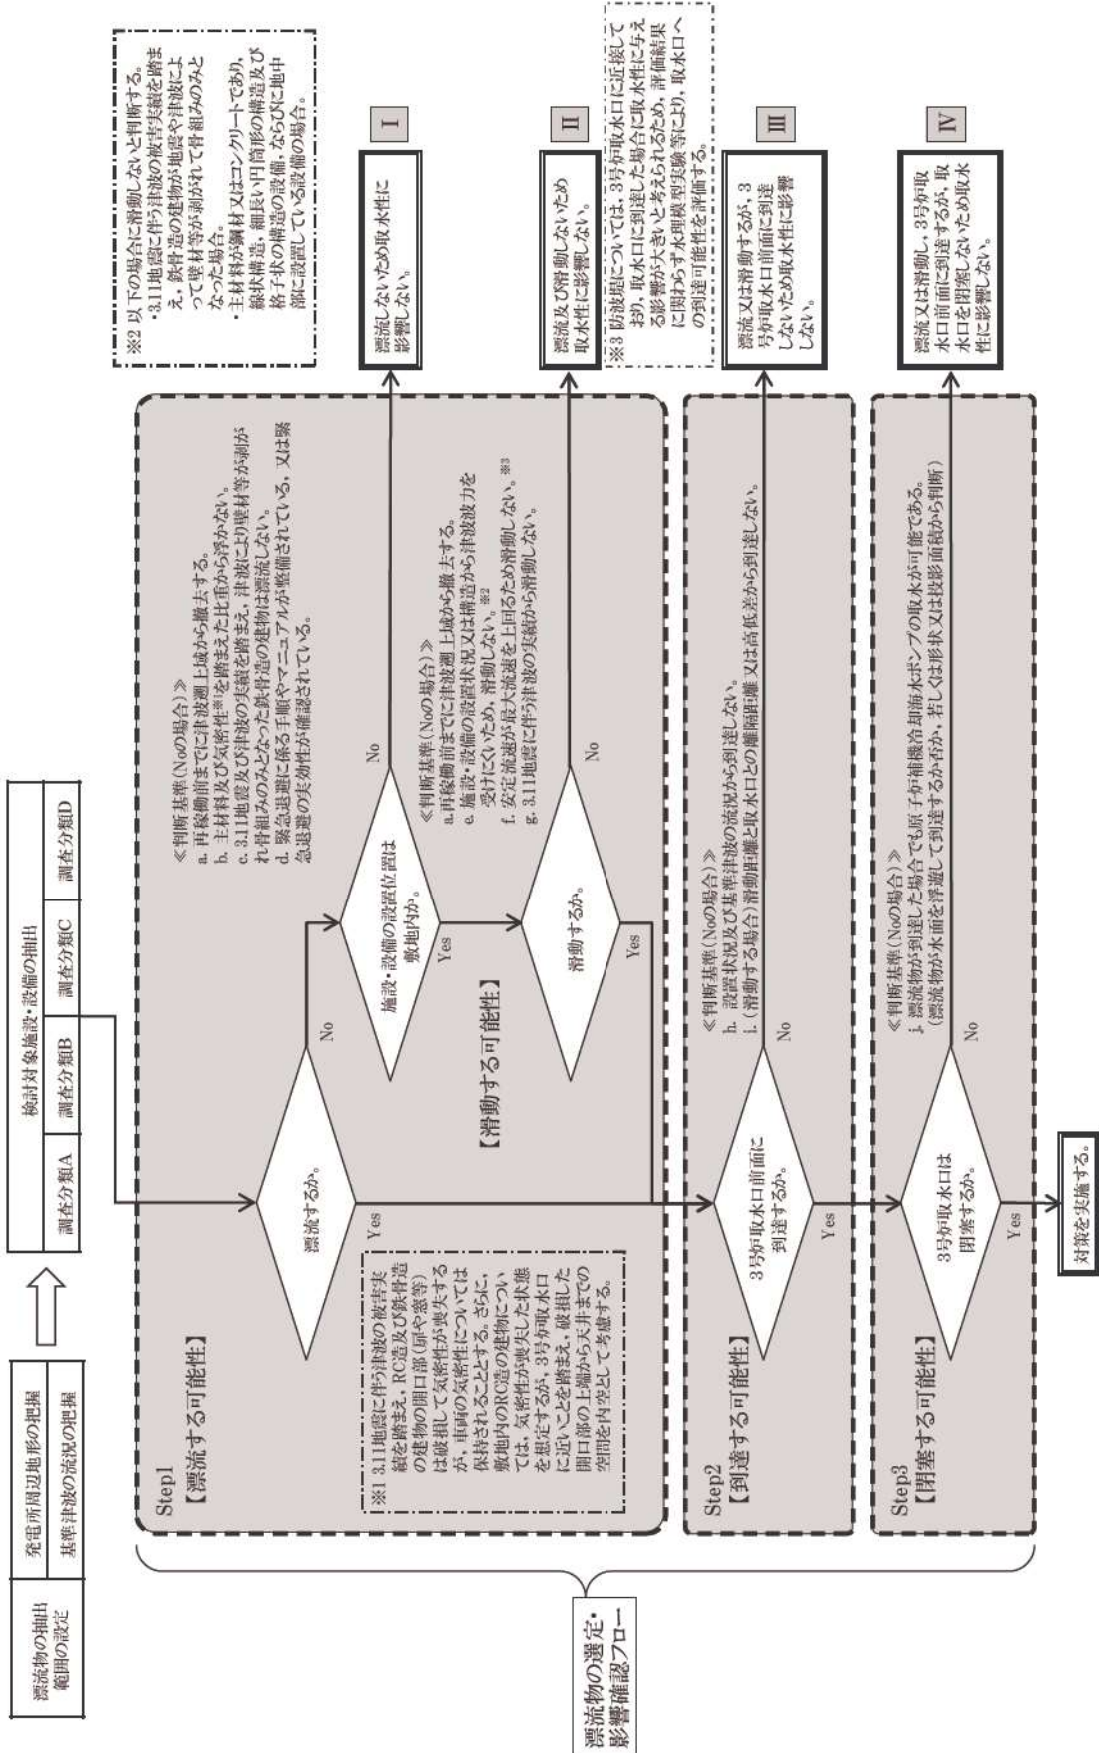 漂流物の抽出
範囲の設定
発電所周辺地形の把握
基準津波の流況の把握
検討対象施設・設備の抽出
調査分類A
調査分類B
調査分類C
調査分類D
漂流物の選定・
影響確認フロー
Step1
【漂流する可能性】
漂流するか。
No
Yes
≪判断基準(Noの場合)≫
a. 再稼働前までに津波遡上域から撤去する。
b. 主材料及び気密性※1を踏まえた比重から浮かない。
c. 3.11地震及び津波の実績を踏まえ，津波により壁材等が剥が
れ骨組みのみとなった鉄骨造の建物は漂流しない。
d. 緊急退避に係る手順やマニュアルが整備されている，又は緊
急退避の実効性が確認されている。
※1 3.11地震に伴う津波の被害実
績を踏まえ，RC造及び鉄骨造
の建物の開口部(扉や窓等)
は破損して気密性が喪失する
が，車両の気密性については
保持されることとする。さらに，
敷地内のRC造の建物につい
ては，気密性が喪失した状態
を想定するが，3号炉取水口
に近いことを踏まえ，破損した
開口部の上端から天井までの
空間を内空として考慮する。
施設・設備の設置位置は
敷地内か。
No
Yes
【滑動する可能性】
≪判断基準(Noの場合)≫
a.再稼働前までに津波遡上域から撤去する。
e. 施設・設備の設置状況又は構造から津波波力を
受けにくいため，滑動しない。※2
f. 安定流速が最大流速を上回るため滑動しない。※3
g. 3.11地震に伴う津波の実績から滑動しない。
滑動するか。
No
Yes
※2 以下の場合に滑動しないと判断する。
・3.11地震に伴う津波の被害実績を踏ま
え，鉄骨造の建物が地震や津波によ
って壁材等が剥がれて骨組みのみと
なった場合。
・主材料が鋼材又はコンクリートであり，
線状構造，細長い円筒形の構造及び
格子状の構造の設備，ならびに地中
部に設置している設備の場合。
漂流しないため取水性に
影響しない。
Ⅰ
漂流及び滑動しないため
取水性に影響しない。
Ⅱ
※3 防波堤については，3号炉取水口に近接して
おり，取水口に到達した場合に取水性に与え
る影響が大きいと考えられるため，評価結果
に関わらず水理模型実験等により，取水口へ
の到達可能性を評価する。
Step2
【到達する可能性】
3号炉取水口前面に
到達するか。
No
Yes
≪判断基準(Noの場合)≫
h. 設置状況及び基準津波の流況から到達しない。
i. (滑動する場合)滑動距離と取水口との離隔距離又は高低差から到達しない。
漂流又は滑動するが，3
号炉取水口前面に到達
しないため取水性に影響
しない。
Ⅲ
Step3
【閉塞する可能性】
3号炉取水口は
閉塞するか。
No
Yes
≪判断基準(Noの場合)≫
j. 漂流物が到達した場合でも原子炉補機冷却海水ポンプの取水が可能である。
(漂流物が水面を浮遊して到達するか否か，若しくは形状又は投影面積から判断)
漂流又は滑動し，3号炉取
水口前面に到達するが，取
水口を閉塞しないため取水
性に影響しない。
Ⅳ
対策を実施する。